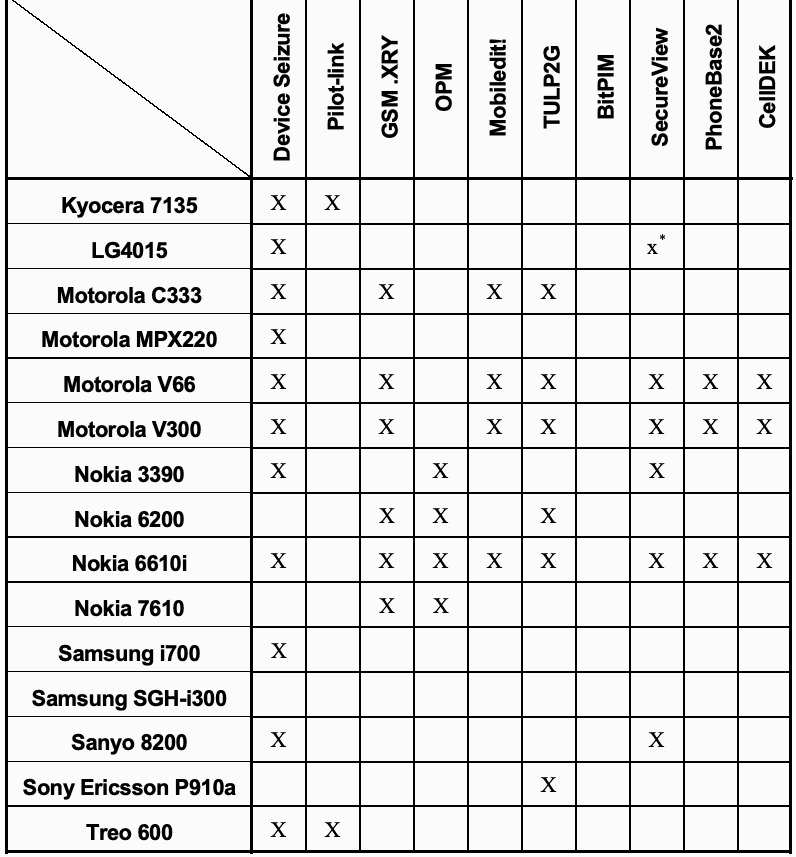 Device Seizure Pilot-link GSM .XRY OPM Mobiledit! TULP2G BitPIM SecureView PhoneBase2 CellDEK
Kyocera 7135 X X
LG4015 X x*
Motorola C333 X X X X
Motorola MPX220 X
Motorola V66 X X X X X X X
Motorola V300 X X X X X X X
Nokia 3390 X X X
Nokia 6200 X X X
Nokia 6610i X X X X X X X X
Nokia 7610 X X
Samsung i700 X
Samsung SGH-i300
Sanyo 8200 X X
Sony Ericsson P910a X
Treo 600 X X